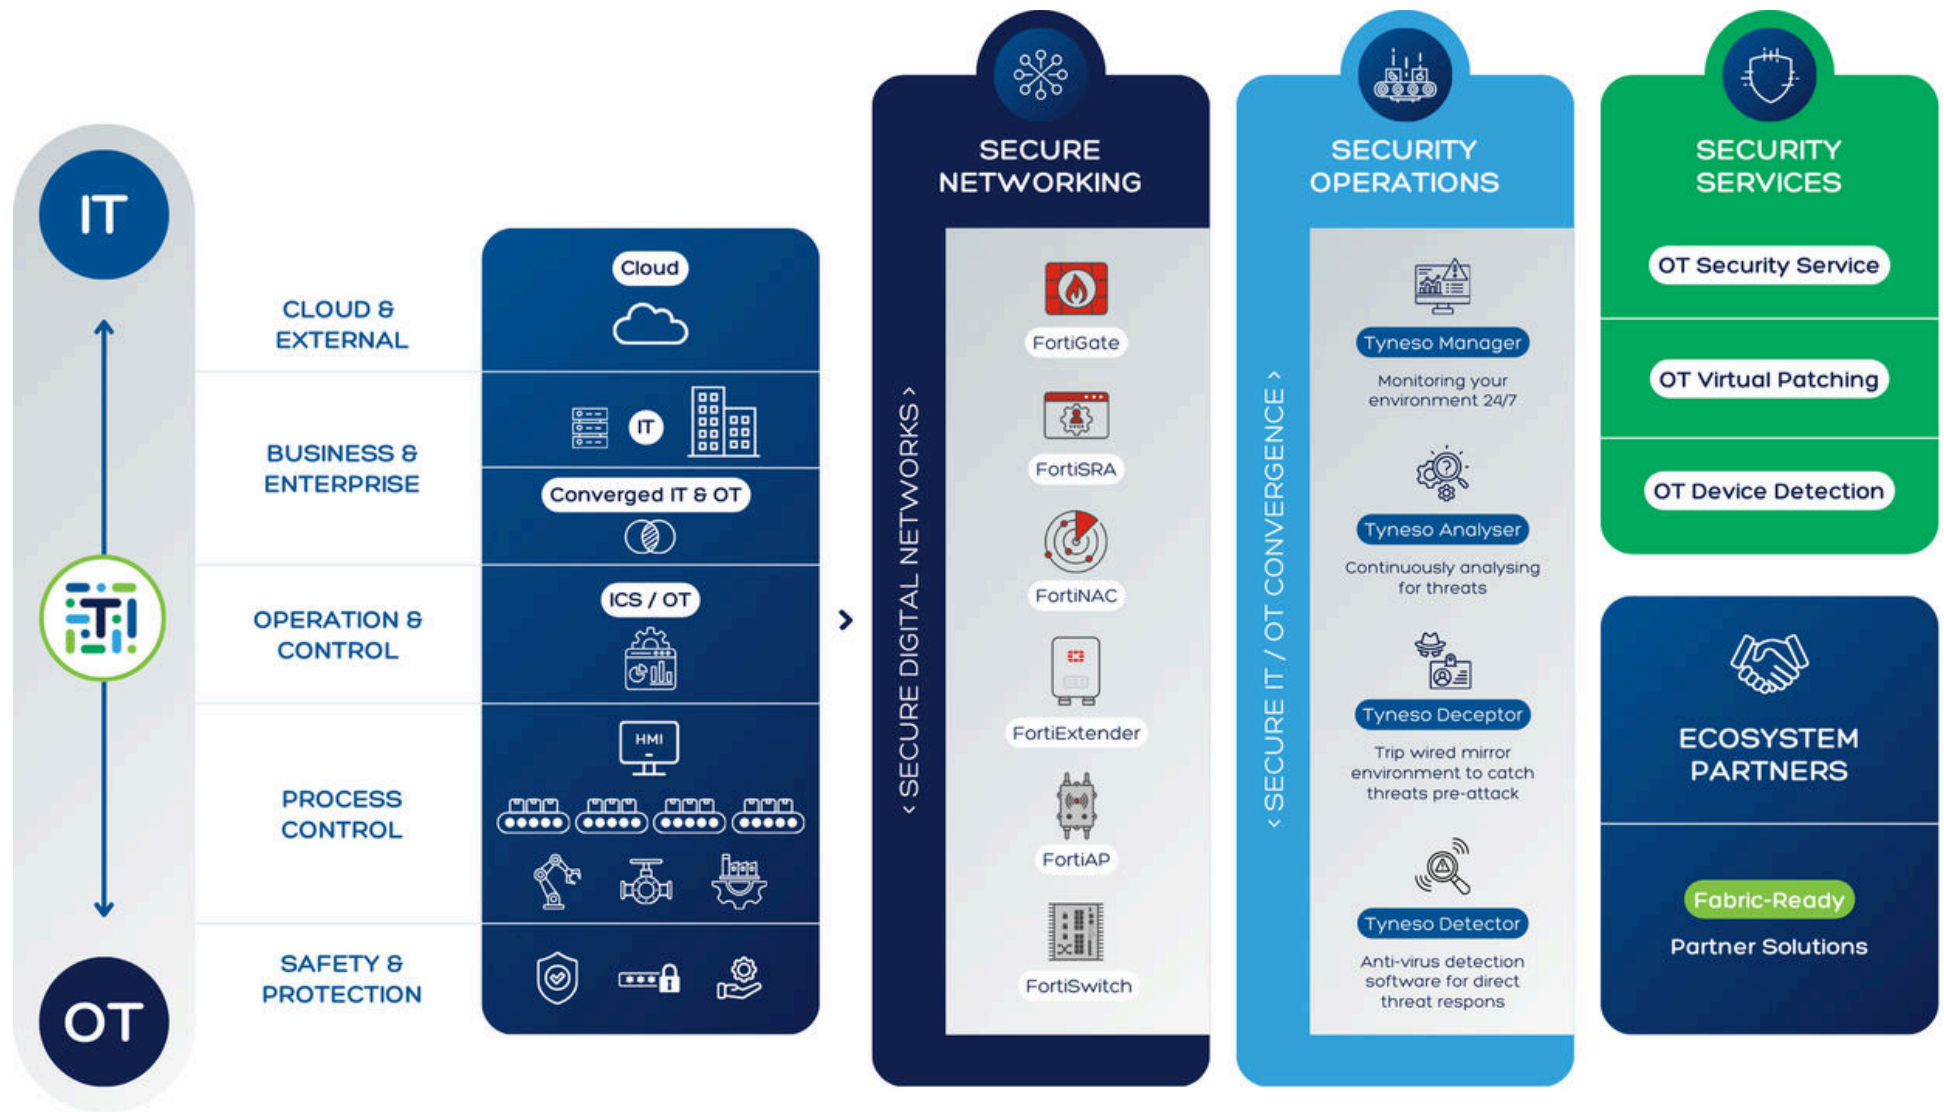 IT
OT
CLOUD &
EXTERNAL
BUSINESS &
ENTERPRISE
OPERATION &
CONTROL
PROCESS
CONTROL
SAFETY &
PROTECTION
Cloud
IT
Converged IT & OT
ICS / OT
HMI
***
SECURE
NETWORKING
< SECURE DIGITAL NETWORKS >
FortiGate
FortiSRA
FortiNAC
FortiExtender
FortiAP
FortiSwitch
SECURITY
OPERATIONS
< SECURE IT / OT CONVERGENCE >
Tyneso Manager
Monitoring your
environment 24/7
Tyneso Analyser
Continuously analysing
for threats
Tyneso Deceptor
Trip wired mirror
environment to catch
threats pre-attack
Tyneso Detector
Anti-virus detection
software for direct
threat respons
SECURITY
SERVICES
OT Security Service
OT Virtual Patching
OT Device Detection
ECOSYSTEM
PARTNERS
Fabric-Ready
Partner Solutions